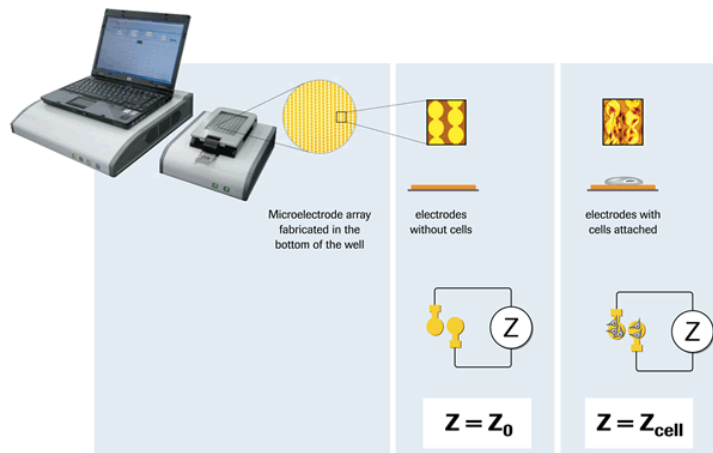 Microelectrode array
fabricated in the
bottom of the well
electrodes
without cells
electrodes with
cells attached
Z
Z
Z = Z₀
Z = Zcell